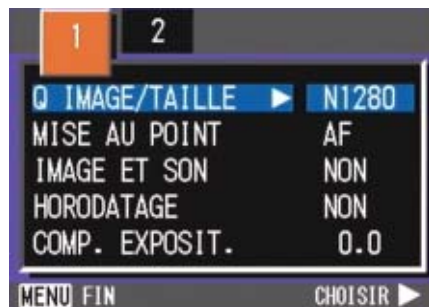 1 2
Q IMAGE/TAILLE ▶ N1280
MISE AU POINT AF
IMAGE ET SON NON
HORODATAGE NON
COMP. EXPOSIT. 0.0
MENU FIN CHOISIR ▶